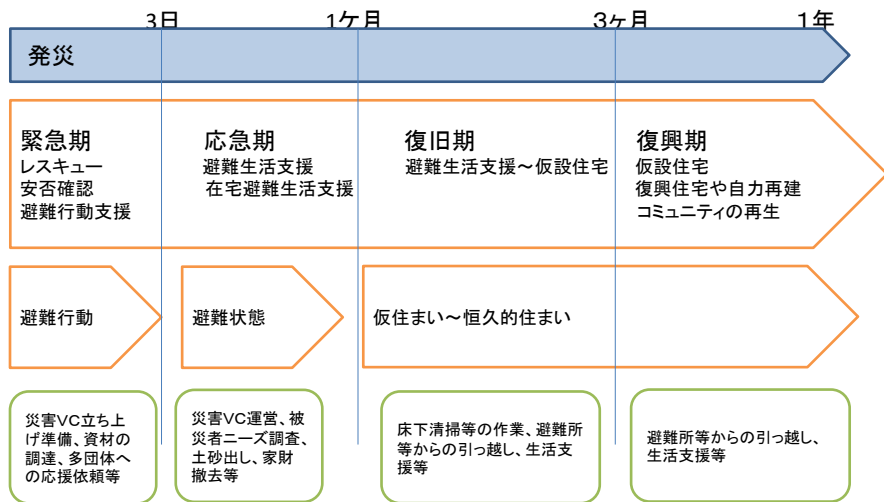 3日
1ケ月
３ヶ月
１年
発災
緊急期
レスキュー
安否確認
避難行動支援
応急期
避難生活支援
在宅避難生活支援
復旧期
避難生活支援～仮設住宅
復興期
仮設住宅
復興住宅や自力再建
コミュニティの再生
避難行動
避難状態
仮住まい～恒久的住まい
災害VC立ち上
げ準備、資材の
調達、多団体へ
の応援依頼等
災害VC運営、被
災者ニーズ調査、
土砂出し、家財
撤去等
床下清掃等の作業、避難所
等からの引っ越し、生活支
援等
避難所等からの引っ越し、
生活支援等